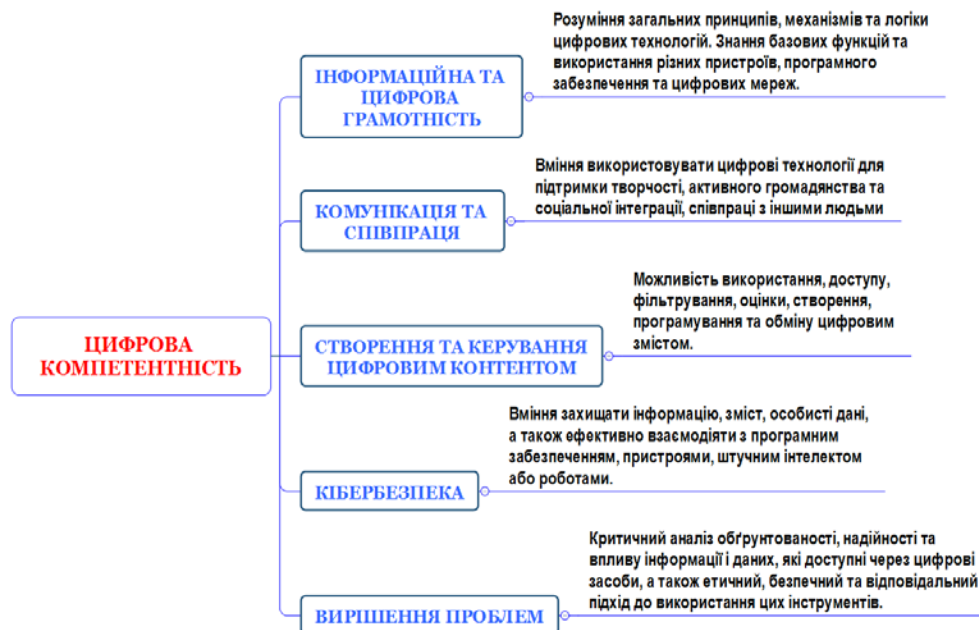 ЦИФРОВА
КОМПЕТЕНТНІСТЬ
ІНФОРМАЦІЙНА ТА
ЦИФРОВА
ГРАМОТНІСТЬ
Розуміння загальних принципів, механізмів та логіки
цифрових технологій. Знання базових функцій та
використання різних пристроїв, програмного
забезпечення та цифрових мереж.
КОМУНІКАЦІЯ ТА
СПІВПРАЦЯ
Вміння використовувати цифрові технології для
підтримки творчості, активного громадянства та
соціальної інтеграції, співпраці з іншими людьми
СТВОРЕННЯ ТА КЕРУВАННЯ
ЦИФРОВИМ КОНТЕНТОМ
Можливість використання, доступу,
фільтрування, оцінки, створення,
програмування та обміну цифровим
змістом.
КІБЕРБЕЗПЕКА
Вміння захищати інформацію, зміст, особисті дані,
а також ефективно взаємодіяти з програмним
забезпеченням, пристроями, штучним інтелектом
або роботами.
ВИРІШЕННЯ ПРОБЛЕМ
Критичний аналіз обґрунтованості, надійності та
впливу інформації і даних, які доступні через цифрові
засоби, а також етичний, безпечний та відповідальний
підхід до використання цих інструментів.